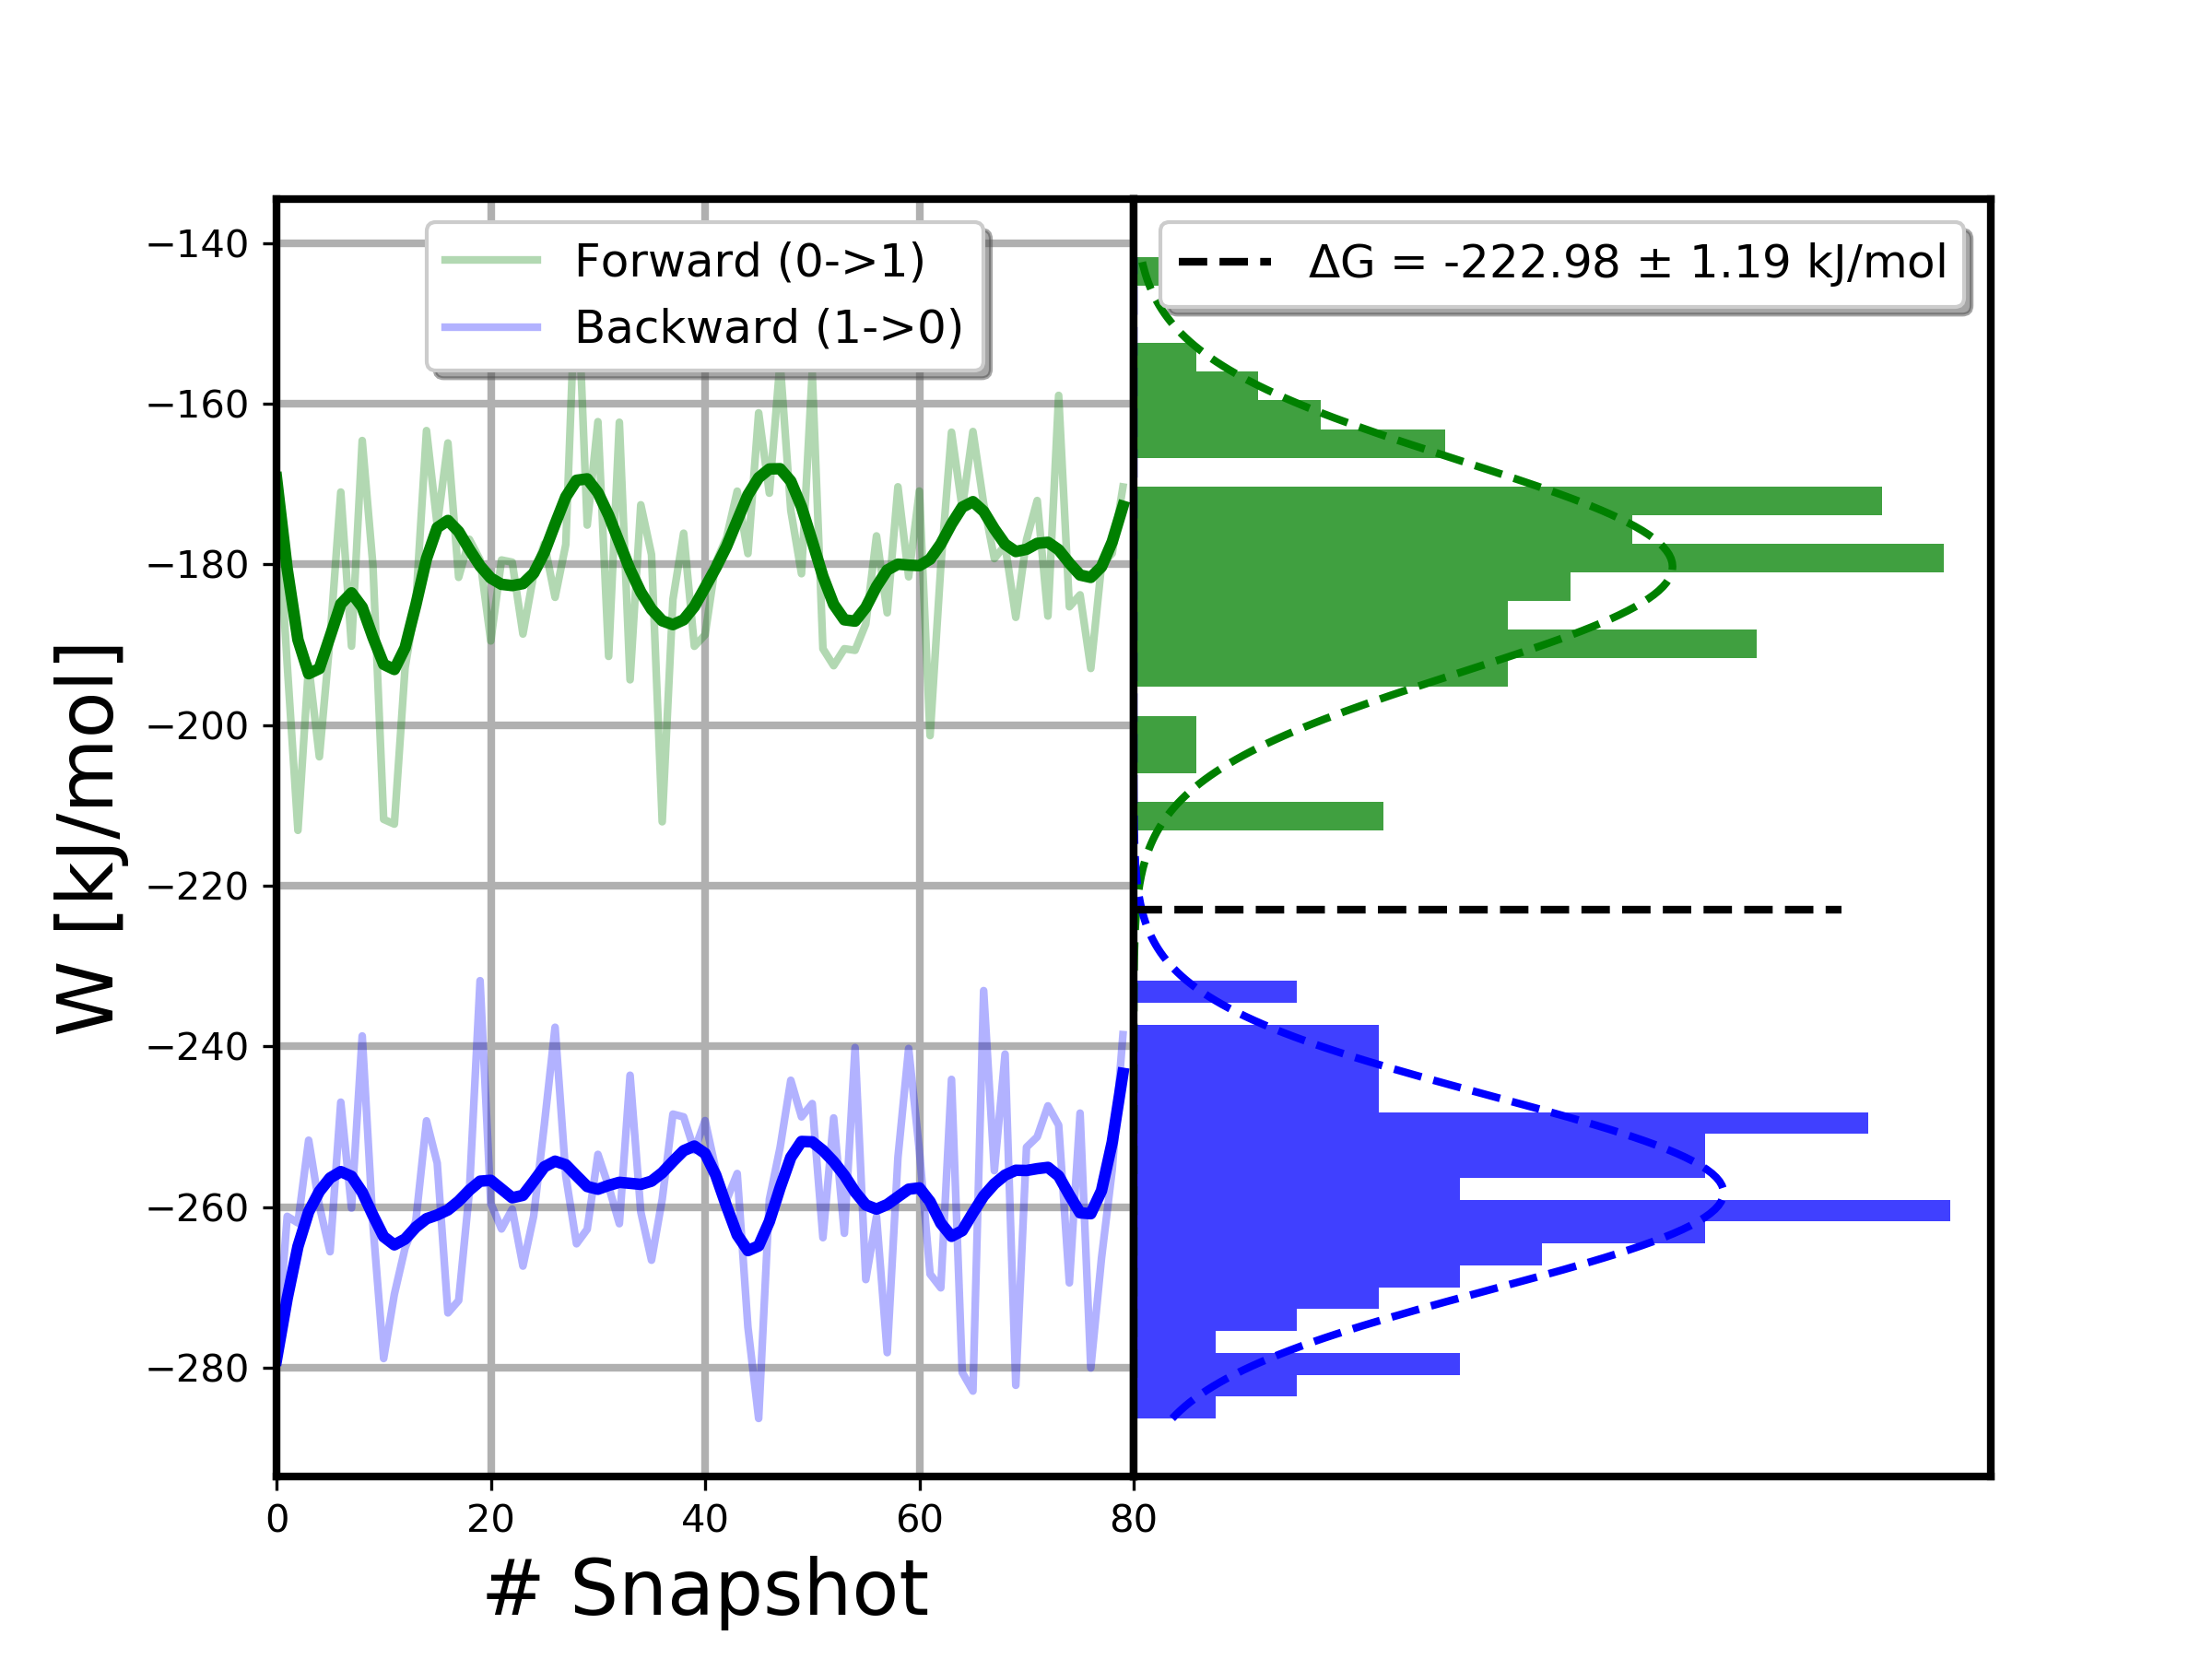 Forward (0->1)
Backward (1->0)
ΔG = -222.98 ± 1.19 kJ/mol
W [kJ/mol]
−140
−160
−180
−200
−220
−240
−260
−280
0 20 40 60 80
# Snapshot